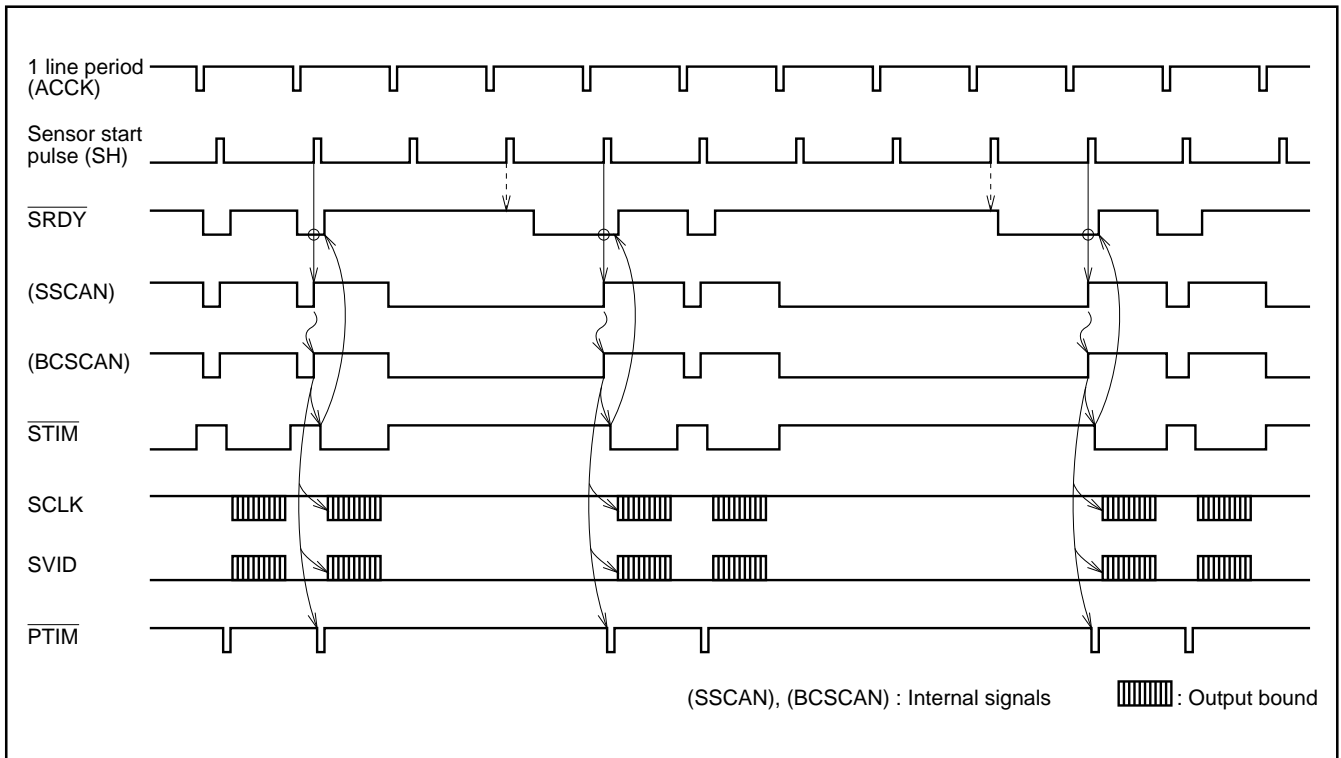 1 line period
(ACCK)
Sensor start
pulse (SH)
SRDY
(SSCAN)
(BCSCAN)
STIM
SCLK
SVID
PTIM
(SSCAN), (BCSCAN) : Internal signals
: Output bound